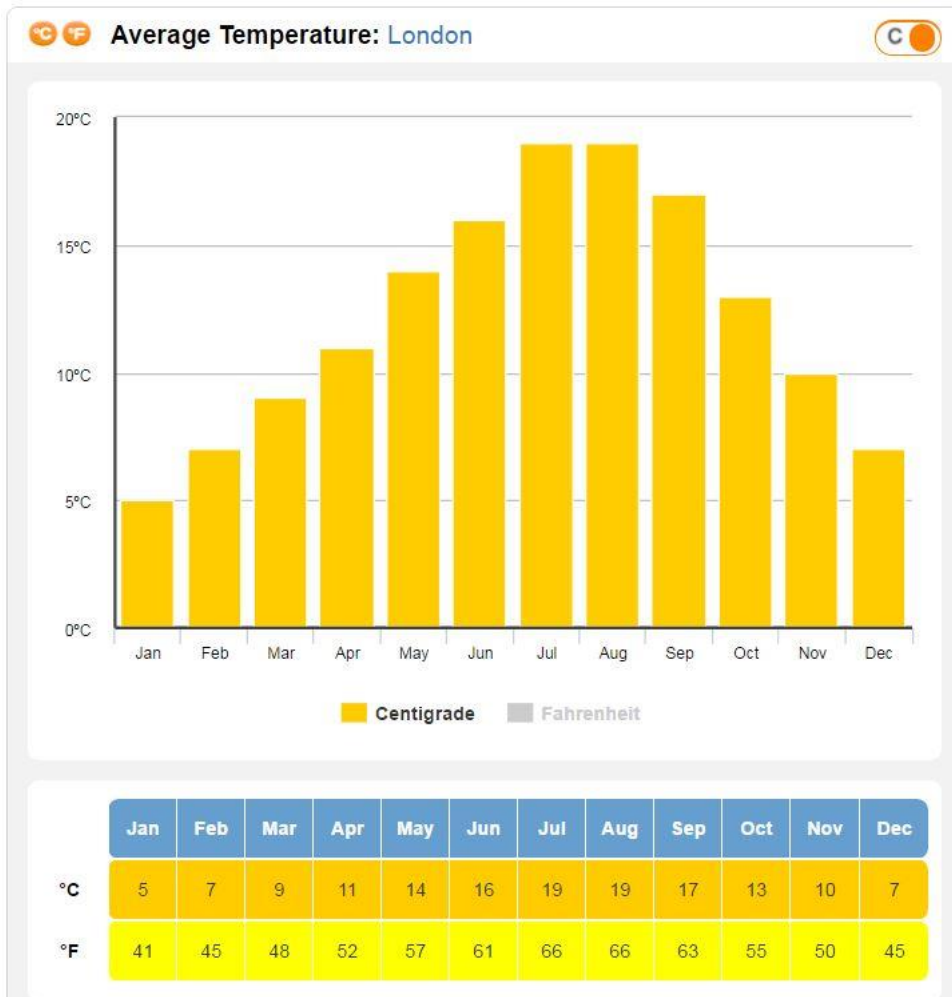 °C °F Average Temperature: London C
20°C
15°C
10°C
5°C
0°C
Jan Feb Mar Apr May Jun Jul Aug Sep Oct Nov Dec
Centigrade Fahrenheit
Jan Feb Mar Apr May Jun Jul Aug Sep Oct Nov Dec
°C 5 7 9 11 14 16 19 19 17 13 10 7
°F 41 45 48 52 57 61 66 66 63 55 50 45